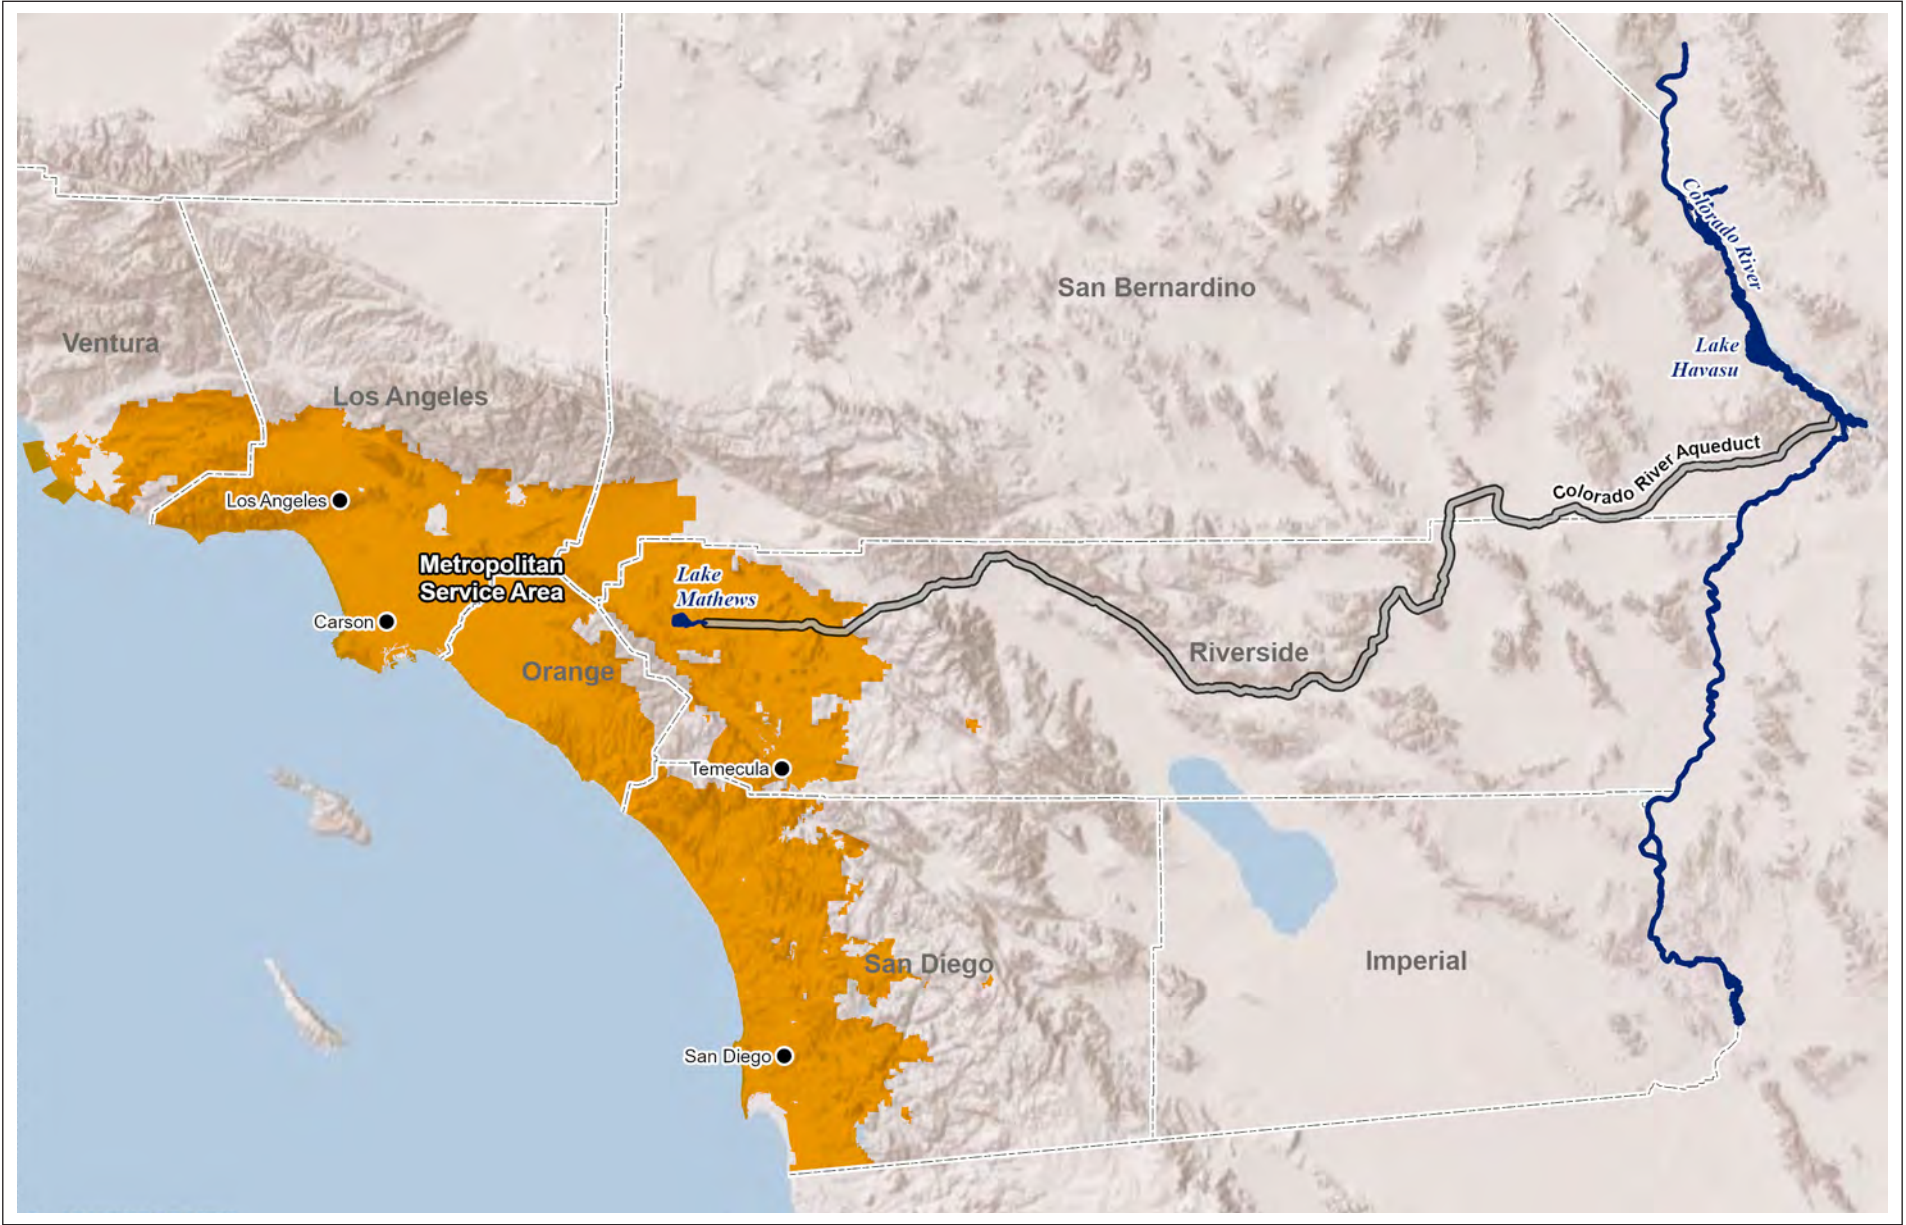 Colorado River
San Bernardino
Ventura
Lake
Havasu
Los Angeles
Colorado River Aqueduct
Los Angeles
Metropolitan
Service Area
Lake
Mathews
Carson
Orange
Riverside
Temecula
San Diego
Imperial
San Diego